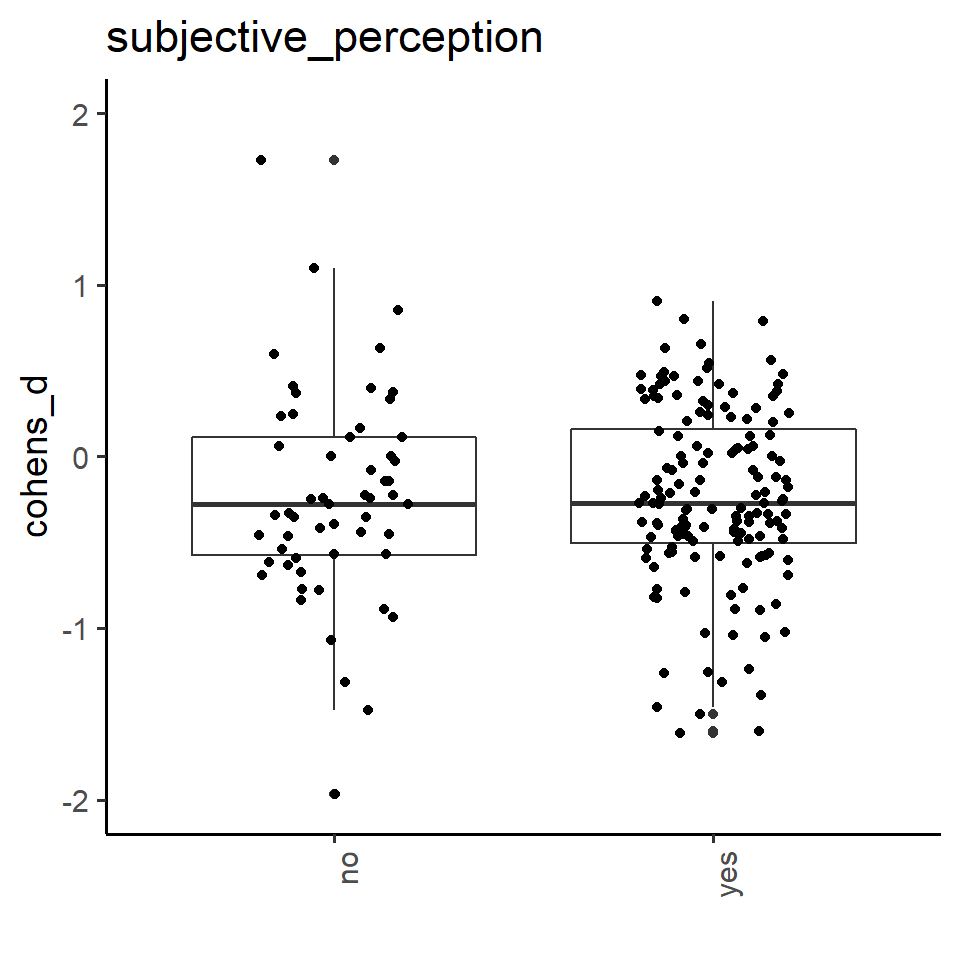 subjective_perception
2
1
0
-1
-2
cohens_d
no
yes